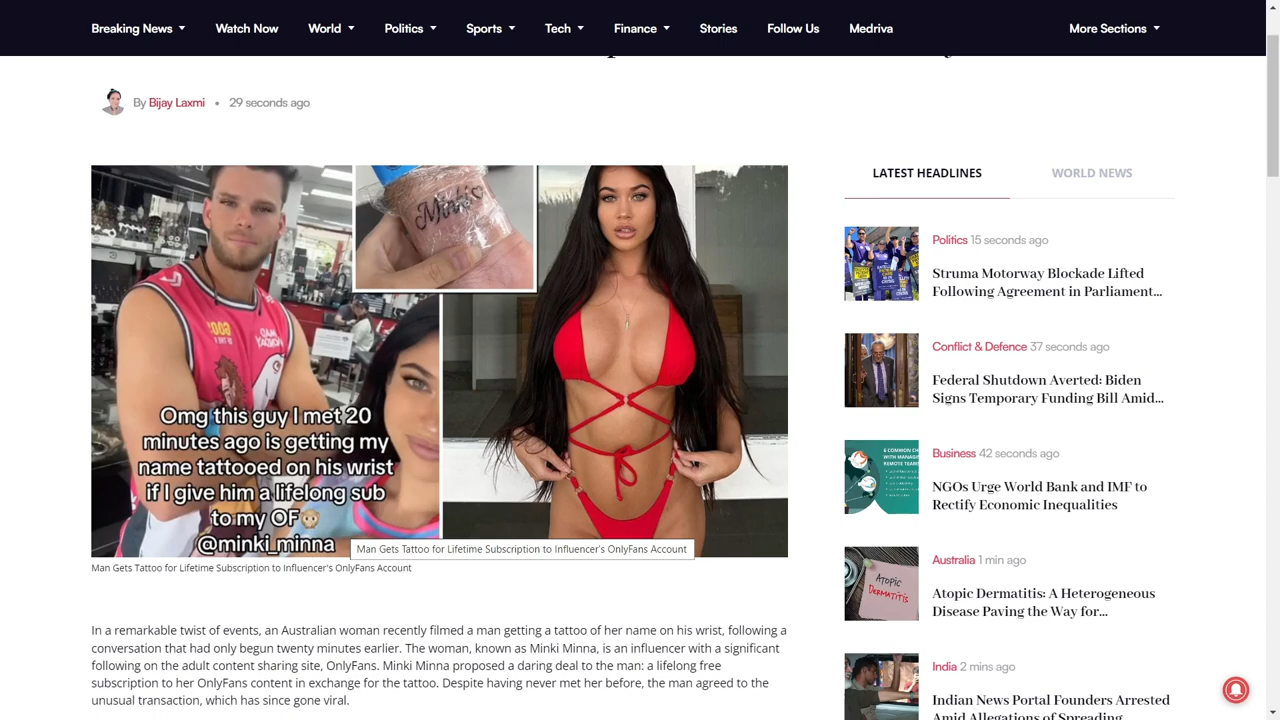 Breaking News
Watch Now
World
Politics
Sports
Tech
Finance
Stories
Follow Us
Medriva
More Sections
By Bijay Laxmi • 29 seconds ago
Minki
Omg this guy I met 20
minutes ago is getting my
name tattooed on his wrist
if I give him a lifelong sub
to my OF
@minki_minna
Man Gets Tattoo for Lifetime Subscription to Influencer's OnlyFans Account
Man Gets Tattoo for Lifetime Subscription to Influencer's OnlyFans Account
In a remarkable twist of events, an Australian woman recently filmed a man getting a tattoo of her name on his wrist, following a
conversation that had only begun twenty minutes earlier. The woman, known as Minki Minna, is an influencer with a significant
following on the adult content sharing site, OnlyFans. Minki Minna proposed a daring deal to the man: a lifelong free
subscription to her OnlyFans content in exchange for the tattoo. Despite having never met her before, the man agreed to the
unusual transaction, which has since gone viral.
LATEST HEADLINES
WORLD NEWS
Politics 15 seconds ago
Struma Motorway Blockade Lifted
Following Agreement in Parliament...
Conflict & Defence 37 seconds ago
Federal Shutdown Averted: Biden
Signs Temporary Funding Bill Amid...
Business 42 seconds ago
NGOs Urge World Bank and IMF to
Rectify Economic Inequalities
Australia 1 min ago
ATOPIC
DERMATITIS
Atopic Dermatitis: A Heterogeneous
Disease Paving the Way for...
India 2 mins ago
Indian News Portal Founders Arrested
Amid Allegations of Spreading